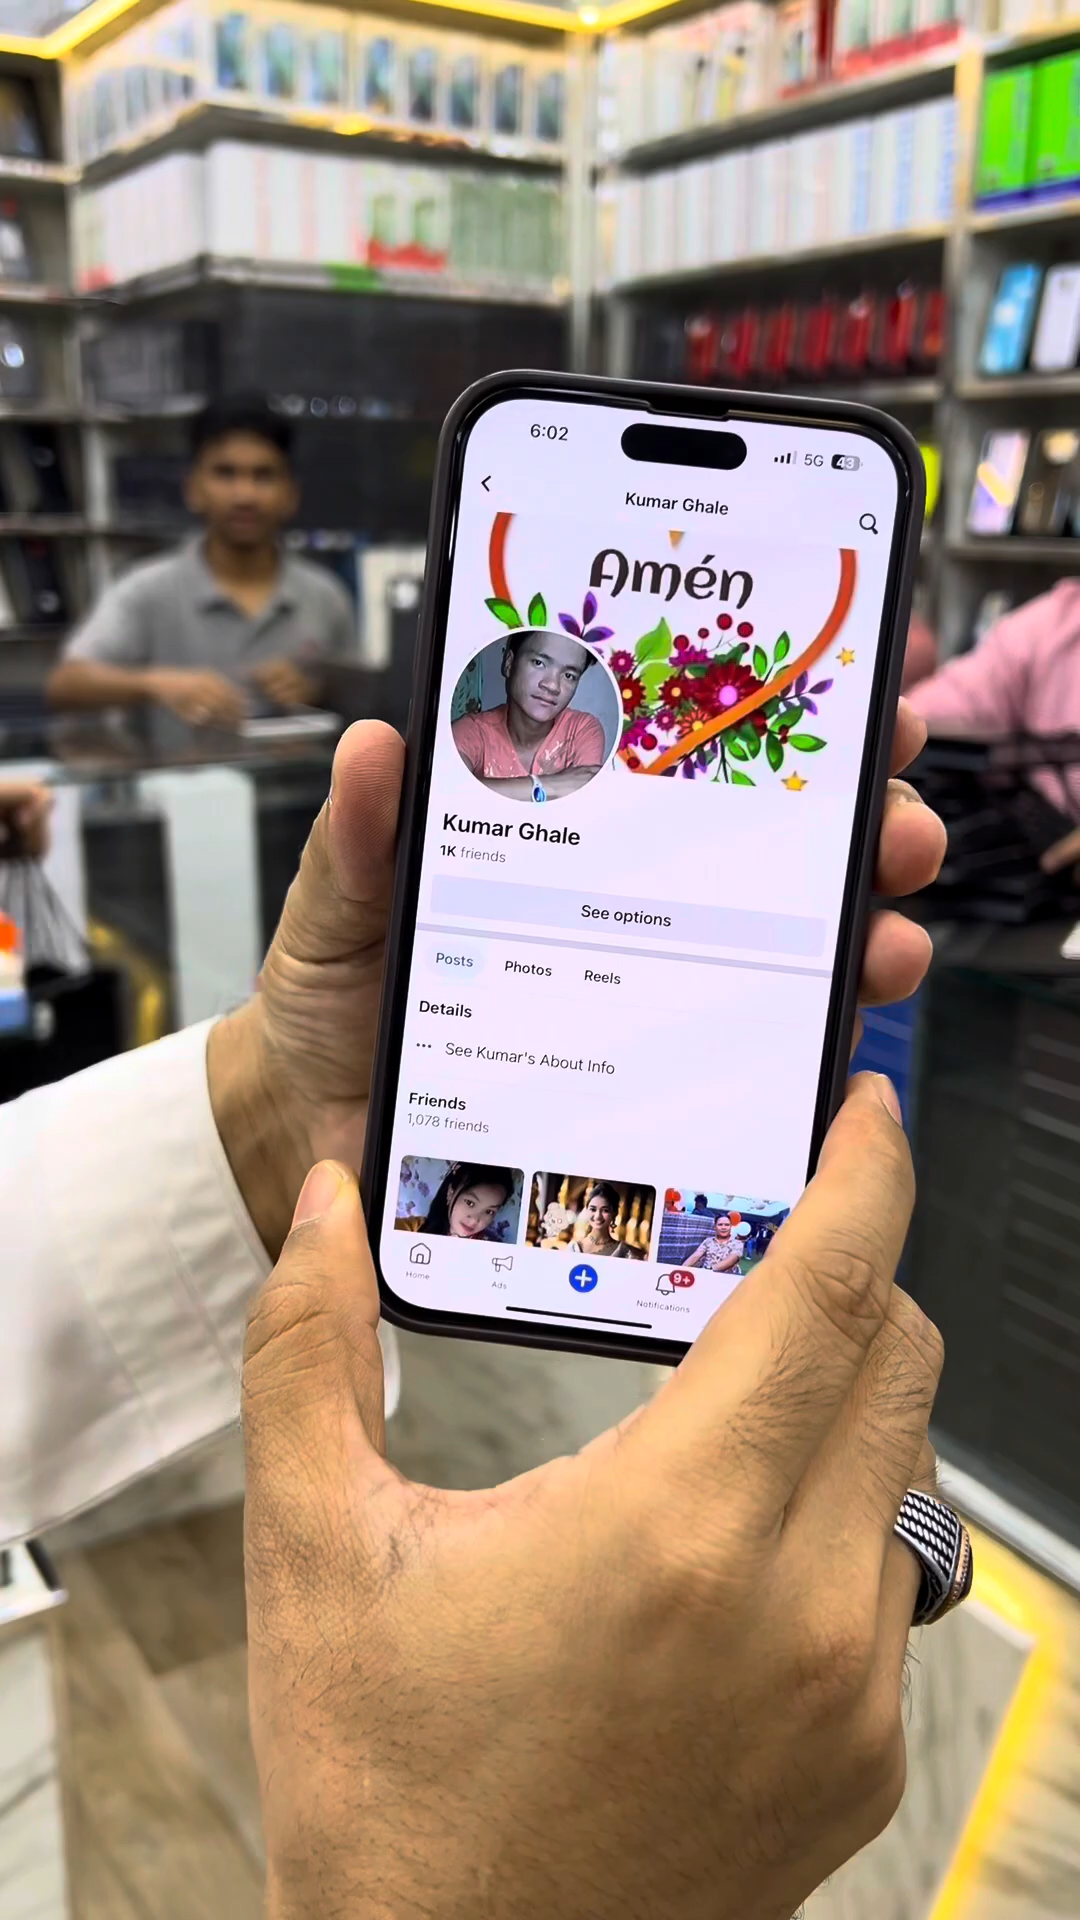 6:02
5G 43
Kumar Ghale
Amén
Kumar Ghale
1K friends
See options
Posts Photos Reels
Details
··· See Kumar's About Info
Friends
1,078 friends
Home
Ads
9+
Notifications